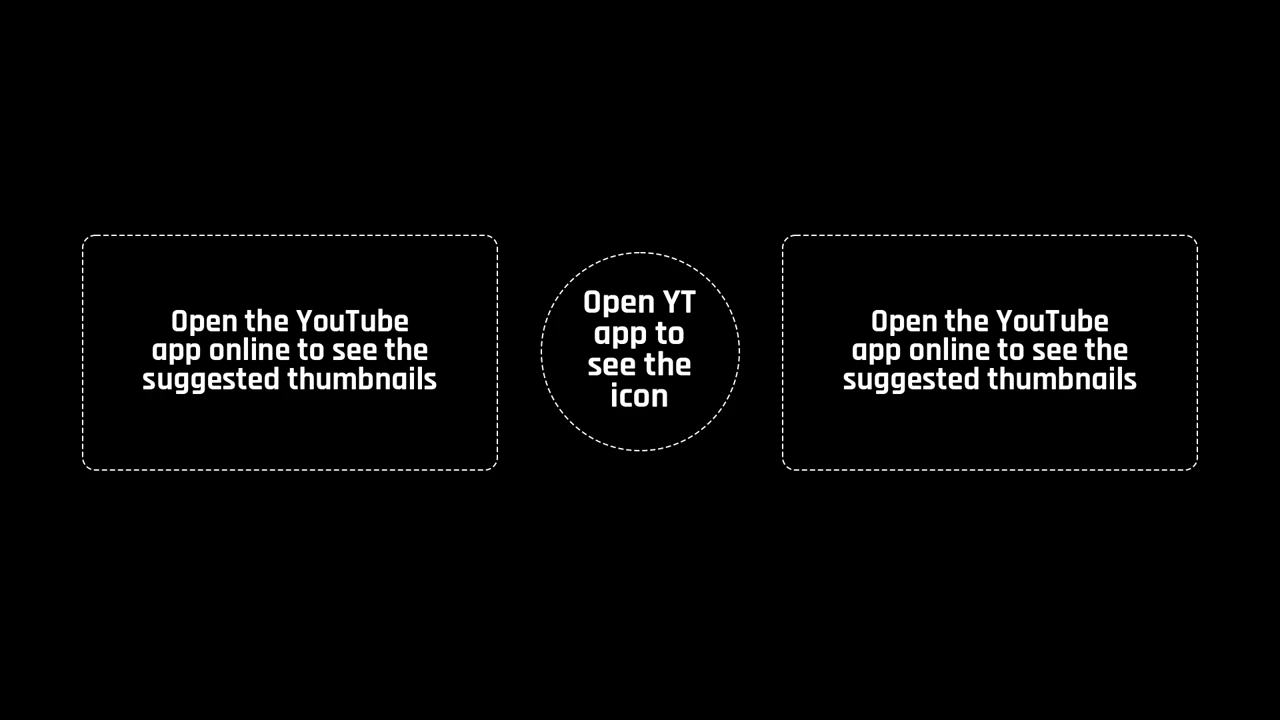 Open the YouTube
app online to see the
suggested thumbnails
Open YT
app to
see the
icon
Open the YouTube
app online to see the
suggested thumbnails